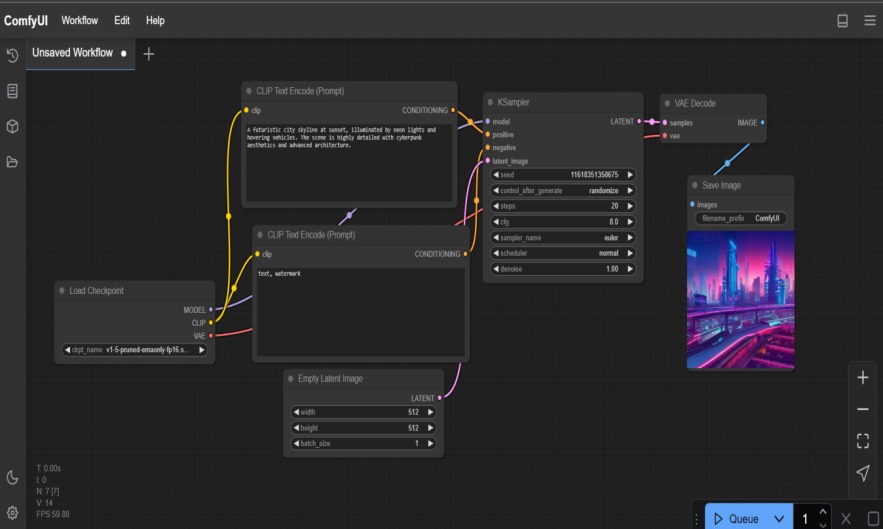 ComfyUI Workflow Edit Help
Unsaved Workflow
CLIP Text Encode (Prompt)
clip CONDITIONING
A futuristic city skyline at sunset, illuminated by neon lights and
hovering vehicles. The scene is highly detailed with cyberpunk
aesthetics and advanced architecture.
CLIP Text Encode (Prompt)
clip CONDITIONING
text, watermark
Load Checkpoint
MODEL
CLIP
VAE
ckpt_name v1-5-pruned-emaonly-fp16.s...
Empty Latent Image
LATENT
width 512
height 512
batch_size 1
KSampler
model LATENT
positive
negative
latent_image
seed 11618351358675
control_after_generate randomize
steps 20
cfg 8.0
sampler_name euler
scheduler normal
denoise 1.00
VAE Decode
samples IMAGE
vae
Save Image
images
filename_prefix ComfyUI
T: 0.00s
I: 0
N: 7 [7]
V: 14
FPS:59.88
Queue 1